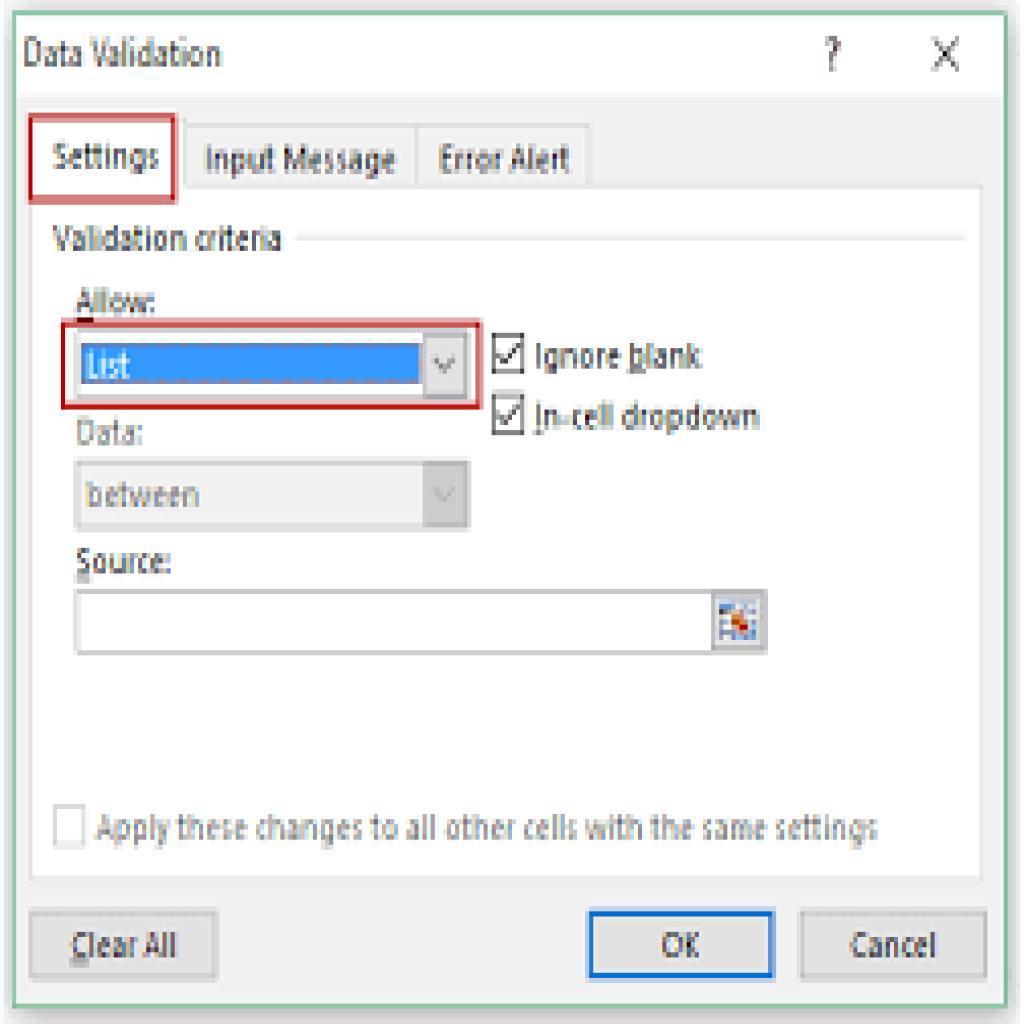 Data Validation ? X
Settings Input Message Error Alert
Validation criteria
Allow:
List Ignore blank
In-cell dropdown
Data:
between
Source:
Apply these changes to all other cells with the same settings
Clear All OK Cancel